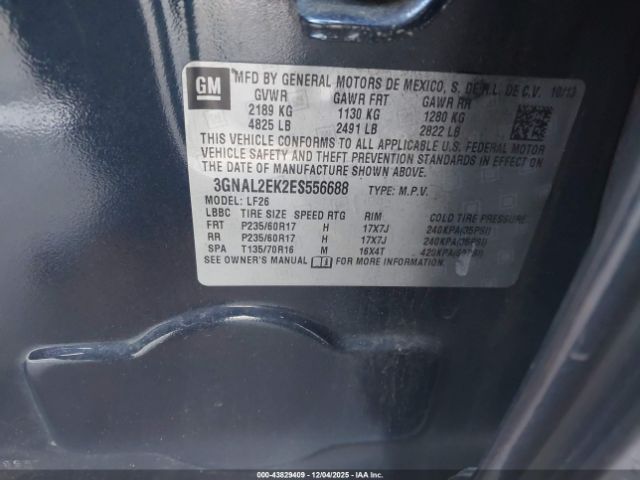 GM
MFD BY GENERAL MOTORS DE MEXICO, S. DE R.L. DE C.V. 10/13
GVWR GAWR FRT GAWR RR
2189 KG 1130 KG 1280 KG
4825 LB 2491 LB 2822 LB
THIS VEHICLE CONFORMS TO ALL APPLICABLE U.S. FEDERAL MOTOR
VEHICLE SAFETY AND THEFT PREVENTION STANDARDS IN EFFECT ON
THE DATE OF MANUFACTURE SHOWN ABOVE.
3GNAL2EK2ES556688 TYPE: M.P.V.
MODEL: LF26
LBBC TIRE SIZE SPEED RTG RIM COLD TIRE PRESSURE
FRT P235/60R17 H 17X7J 240KPA(35PSI)
RR P235/60R17 H 17X7J 240KPA(35PSI)
SPA T135/70R16 M 16X4T 420KPA(60PSI)
SEE OWNER'S MANUAL FOR MORE INFORMATION.
00-43829409 - 12/04/2025 - Copyright IAA, LLC.